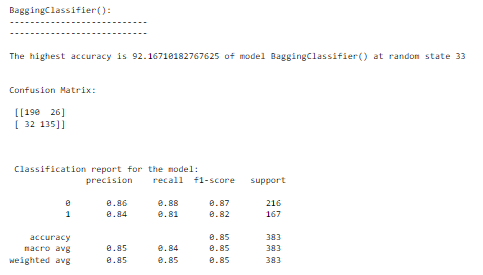 BaggingClassifier():
---------------------------
---------------------------
The highest accuracy is 92.16710182767625 of model BaggingClassifier() at random state 33
Confusion Matrix:
[[190 26]
[ 32 135]]
Classification report for the model:
precision recall f1-score support
0 0.86 0.88 0.87 216
1 0.84 0.81 0.82 167
accuracy 0.85 383
macro avg 0.85 0.84 0.85 383
weighted avg 0.85 0.85 0.85 383